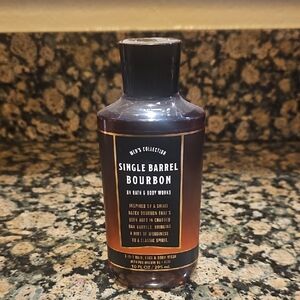 MEN'S COLLECTION
SINGLE BARREL
BOURBON
BY BATH & BODY WORKS
INSPIRED BY A SMALL
BATCH BOURBON THAT'S
BEEN KEPT IN CHARRED
OAK BARRELS, BRINGING
A HINT OF WOODINESS
TO A CLASSIC SPIRIT.
3-IN-1 HAIR, FACE & BODY WASH
10 FL OZ / 295 mL